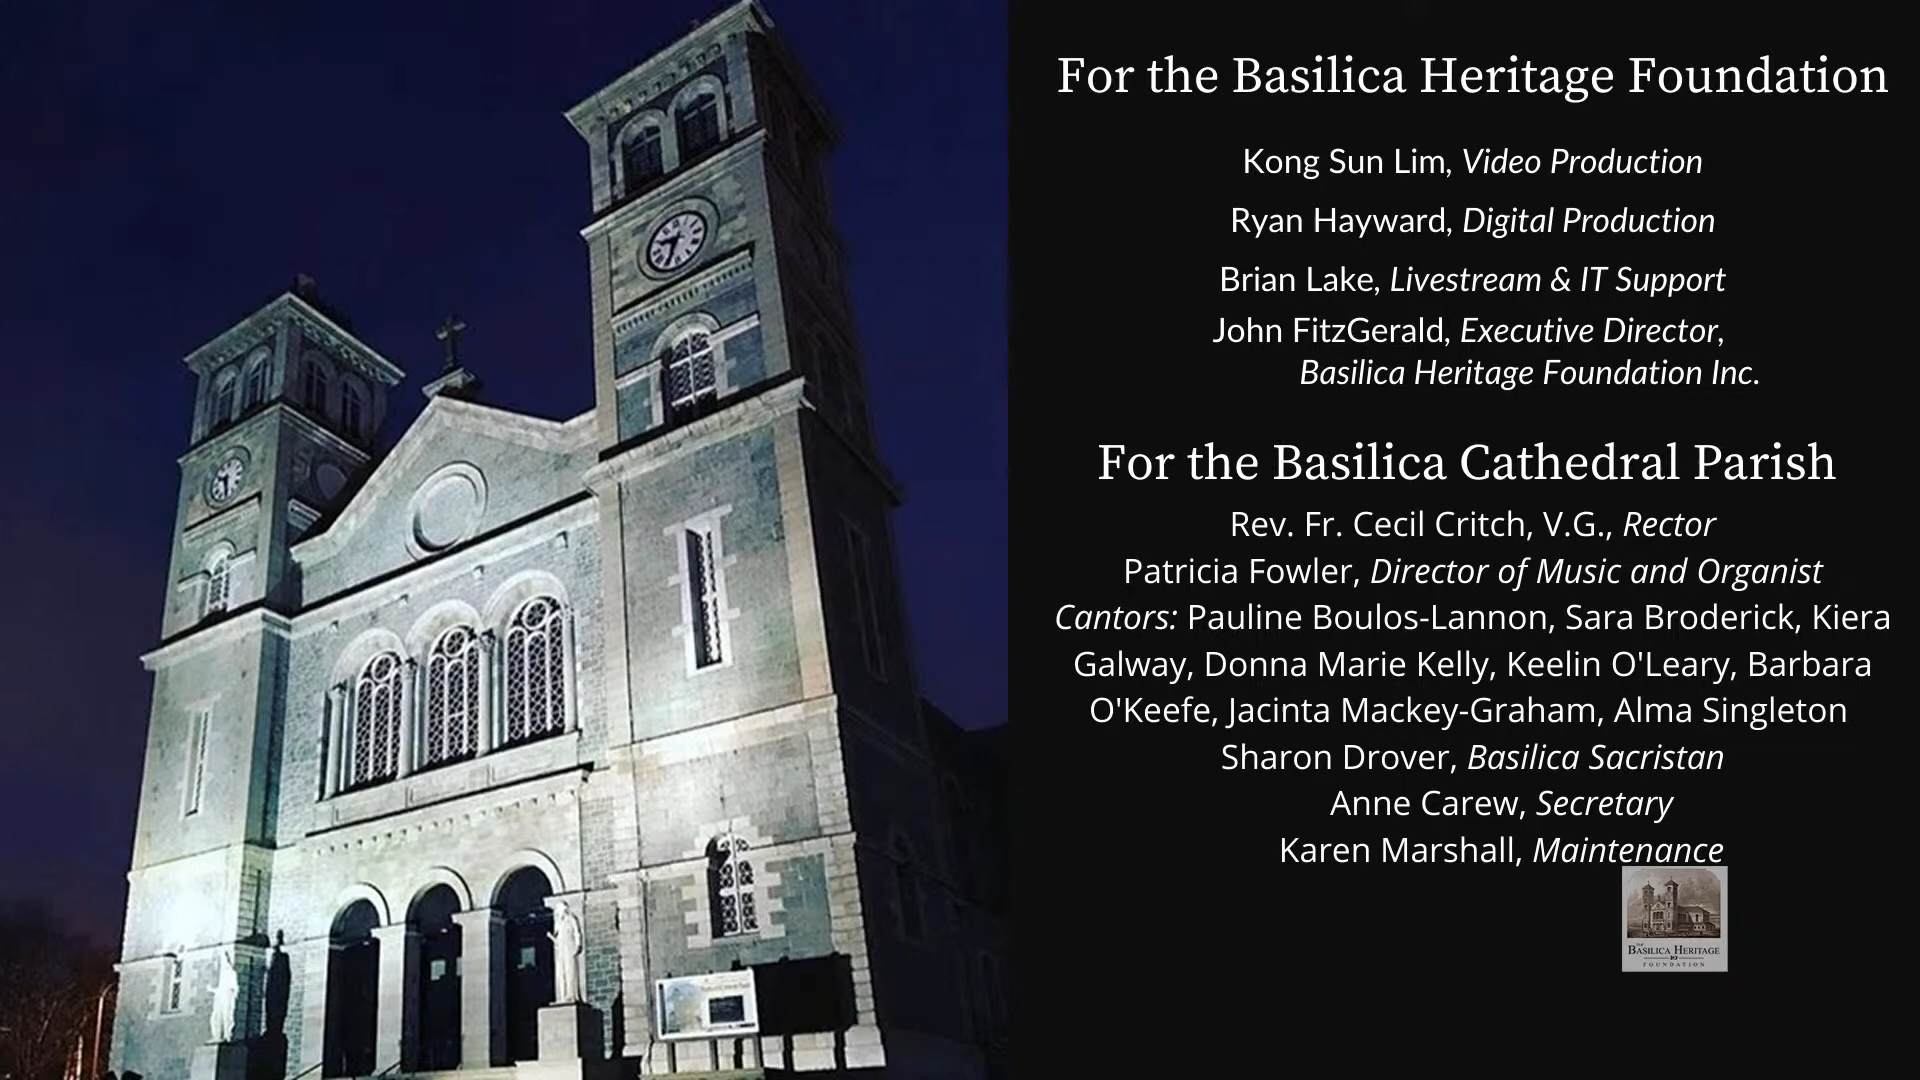 For the Basilica Heritage Foundation
Kong Sun Lim, Video Production
Ryan Hayward, Digital Production
Brian Lake, Livestream & IT Support
John FitzGerald, Executive Director,
Basilica Heritage Foundation Inc.
For the Basilica Cathedral Parish
Rev. Fr. Cecil Critch, V.G., Rector
Patricia Fowler, Director of Music and Organist
Cantors: Pauline Boulos-Lannon, Sara Broderick, Kiera
Galway, Donna Marie Kelly, Keelin O'Leary, Barbara
O'Keefe, Jacinta Mackey-Graham, Alma Singleton
Sharon Drover, Basilica Sacristan
Anne Carew, Secretary
Karen Marshall, Maintenance
THE
BASILICA HERITAGE
FOUNDATION